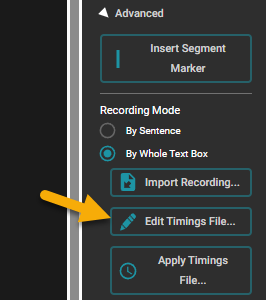 Advanced
Insert Segment
Marker
Recording Mode
By Sentence
By Whole Text Box
Import Recording...
Edit Timings File...
Apply Timings
File...